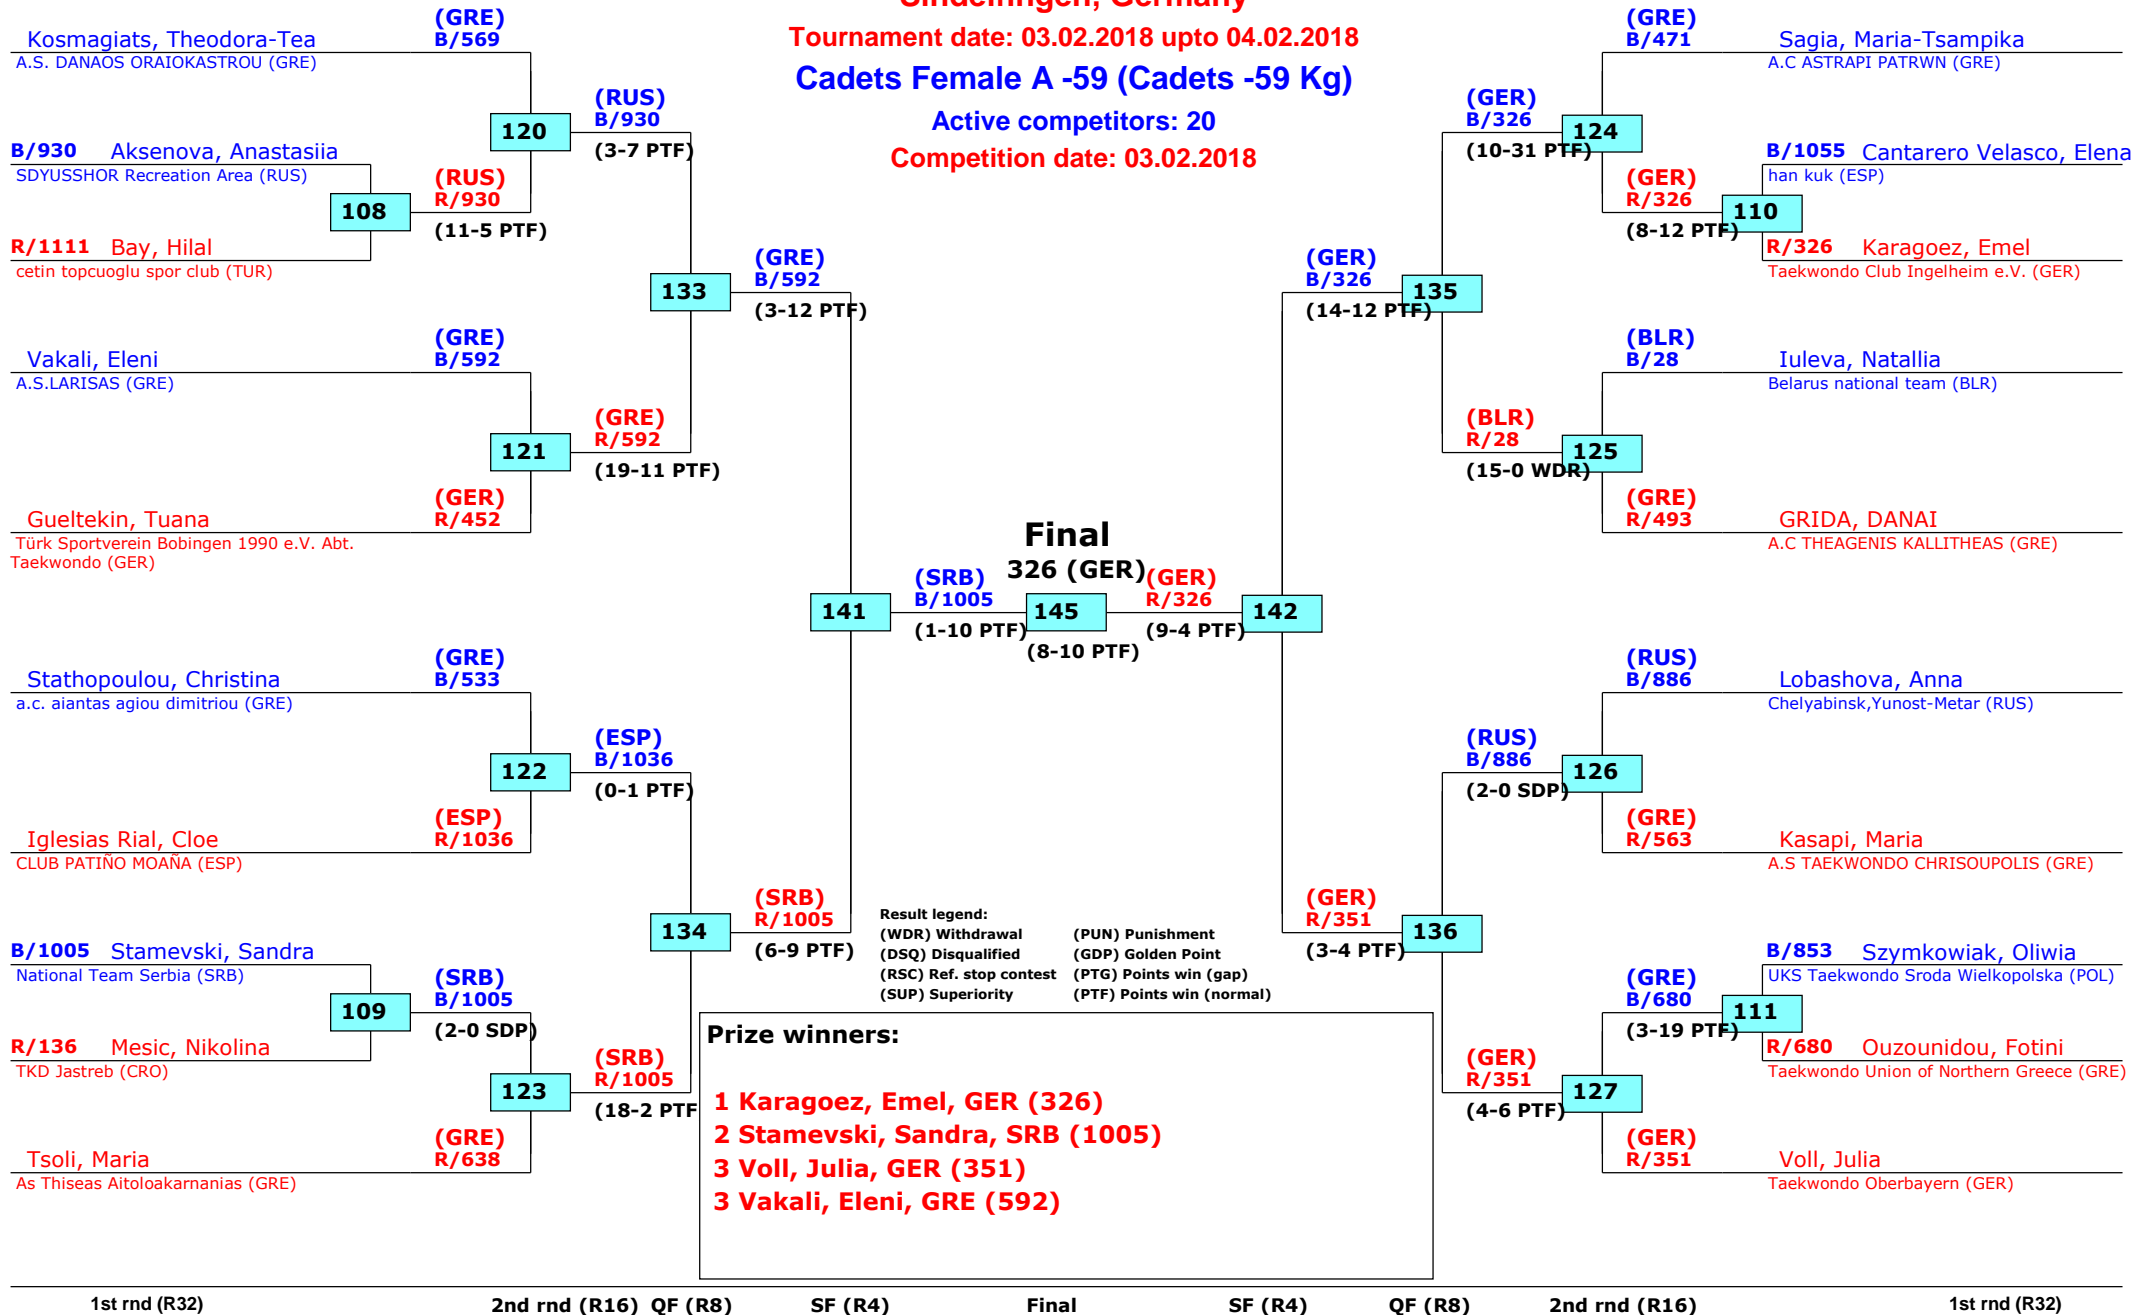 Sindelfingen, Germany
Tournament date: 03.02.2018 upto 04.02.2018
Cadets Female A -59 (Cadets -59 Kg)
Active competitors: 20
Competition date: 03.02.2018
Kosmagiats, Theodora-Tea
A.S. DANAOS ORAIOKASTROU (GRE)
(GRE)
B/569
B/930 Aksenova, Anastasiia
SDYUSSHOR Recreation Area (RUS)
R/1111 Bay, Hilal
cetin topcuoglu spor club (TUR)
108
(RUS)
R/930
(11-5 PTF)
120
(RUS)
B/930
(3-7 PTF)
Vakali, Eleni
A.S.LARISAS (GRE)
(GRE)
B/592
Gueltekin, Tuana
Türk Sportverein Bobingen 1990 e.V. Abt.
Taekwondo (GER)
(GER)
R/452
121
(GRE)
R/592
(19-11 PTF)
133
(GRE)
B/592
(3-12 PTF)
Stathopoulou, Christina
a.c. aiantas agiou dimitriou (GRE)
(GRE)
B/533
Iglesias Rial, Cloe
CLUB PATIÑO MOAÑA (ESP)
(ESP)
R/1036
122
(ESP)
B/1036
(0-1 PTF)
B/1005 Stamevski, Sandra
National Team Serbia (SRB)
R/136 Mesic, Nikolina
TKD Jastreb (CRO)
109
(SRB)
B/1005
(2-0 SDP)
Tsoli, Maria
As Thiseas Aitoloakarnanias (GRE)
(GRE)
R/638
123
(SRB)
R/1005
(18-2 PTF
134
(SRB)
R/1005
(6-9 PTF)
141
(SRB)
B/1005
(1-10 PTF)
Final
326 (GER)
145
(8-10 PTF)
(GER)
R/326
(9-4 PTF)
142
(GRE)
B/471
Sagia, Maria-Tsampika
A.C ASTRAPI PATRWN (GRE)
B/1055 Cantarero Velasco, Elena
han kuk (ESP)
R/326 Karagoez, Emel
Taekwondo Club Ingelheim e.V. (GER)
110
(GER)
R/326
(8-12 PTF)
124
(GER)
B/326
(10-31 PTF)
(BLR)
B/28
Iuleva, Natallia
Belarus national team (BLR)
(GRE)
R/493
GRIDA, DANAI
A.C THEAGENIS KALLITHEAS (GRE)
125
(BLR)
R/28
(15-0 WDR)
135
(GER)
B/326
(14-12 PTF)
(RUS)
B/886
Lobashova, Anna
Chelyabinsk,Yunost-Metar (RUS)
(GRE)
R/563
Kasapi, Maria
A.S TAEKWONDO CHRISOUPOLIS (GRE)
126
(RUS)
B/886
(2-0 SDP)
B/853 Szymkowiak, Oliwia
UKS Taekwondo Sroda Wielkopolska (POL)
R/680 Ouzounidou, Fotini
Taekwondo Union of Northern Greece (GRE)
111
(GRE)
B/680
(3-19 PTF)
(GER)
R/351
Voll, Julia
Taekwondo Oberbayern (GER)
127
(GER)
R/351
(4-6 PTF)
136
(GER)
R/351
(3-4 PTF)
Result legend:
(WDR) Withdrawal (PUN) Punishment
(DSQ) Disqualified (GDP) Golden Point
(RSC) Ref. stop contest (PTG) Points win (gap)
(SUP) Superiority (PTF) Points win (normal)
Prize winners:
1 Karagoez, Emel, GER (326)
2 Stamevski, Sandra, SRB (1005)
3 Voll, Julia, GER (351)
3 Vakali, Eleni, GRE (592)
1st rnd (R32) 2nd rnd (R16) QF (R8) SF (R4) Final SF (R4) QF (R8) 2nd rnd (R16) 1st rnd (R32)